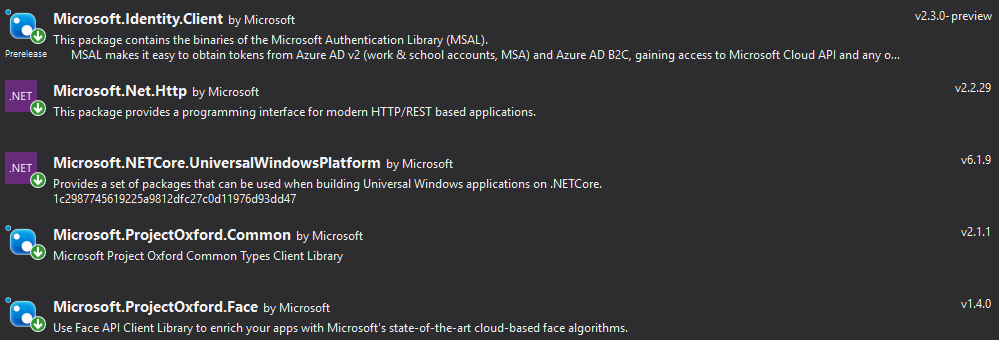 Microsoft.Identity.Client by Microsoft v2.3.0-preview
Prerelease
This package contains the binaries of the Microsoft Authentication Library (MSAL).
MSAL makes it easy to obtain tokens from Azure AD v2 (work & school accounts, MSA) and Azure AD B2C, gaining access to Microsoft Cloud API and any o...
.NET
Microsoft.Net.Http by Microsoft v2.2.29
This package provides a programming interface for modern HTTP/REST based applications.
.NET
Microsoft.NETCore.UniversalWindowsPlatform by Microsoft v6.1.9
Provides a set of packages that can be used when building Universal Windows applications on .NETCore.
1c2987745619225a9812dfc27c0d11976d93dd47
Microsoft.ProjectOxford.Common by Microsoft v2.1.1
Microsoft Project Oxford Common Types Client Library
Microsoft.ProjectOxford.Face by Microsoft v1.4.0
Use Face API Client Library to enrich your apps with Microsoft's state-of-the-art cloud-based face algorithms.